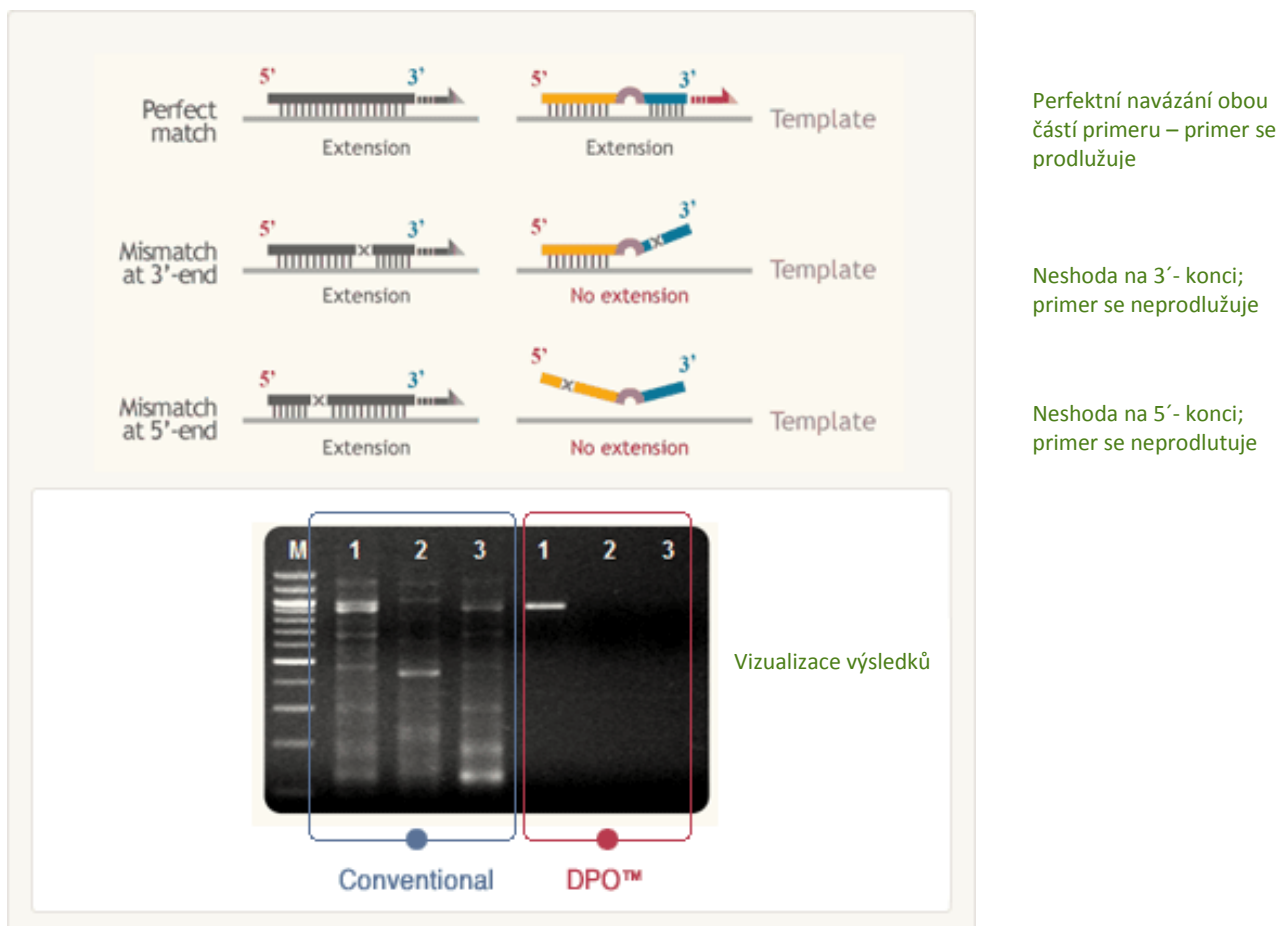 5’ 3’ 5’ 3’
Perfect
match
Extension
Extension
Template
Perfektní navázání obou
částí primeru – primer se
prodlužuje
5’ 3’ 5’ 3’
Mismatch
at 3’-end
x x
Extension
No extension
Template
Neshoda na 3´- konci;
primer se neprodlužuje
5’ 3’ 5’ 3’
Mismatch
at 5’-end
x x
Extension
No extension
Template
Neshoda na 5´- konci;
primer se neprodlutuje
M 1 2 3 1 2 3
Vizualizace výsledků
Conventional
DPO™